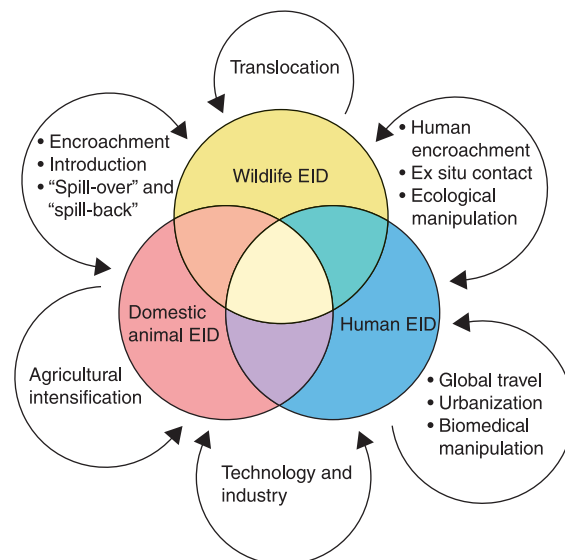 Translocation
• Encroachment
• Introduction
• “Spill-over” and
“spill-back”
• Human
encroachment
• Ex situ contact
• Ecological
manipulation
Wildlife EID
Domestic
animal EID
Human EID
Agricultural
intensification
• Global travel
• Urbanization
• Biomedical
manipulation
Technology and
industry